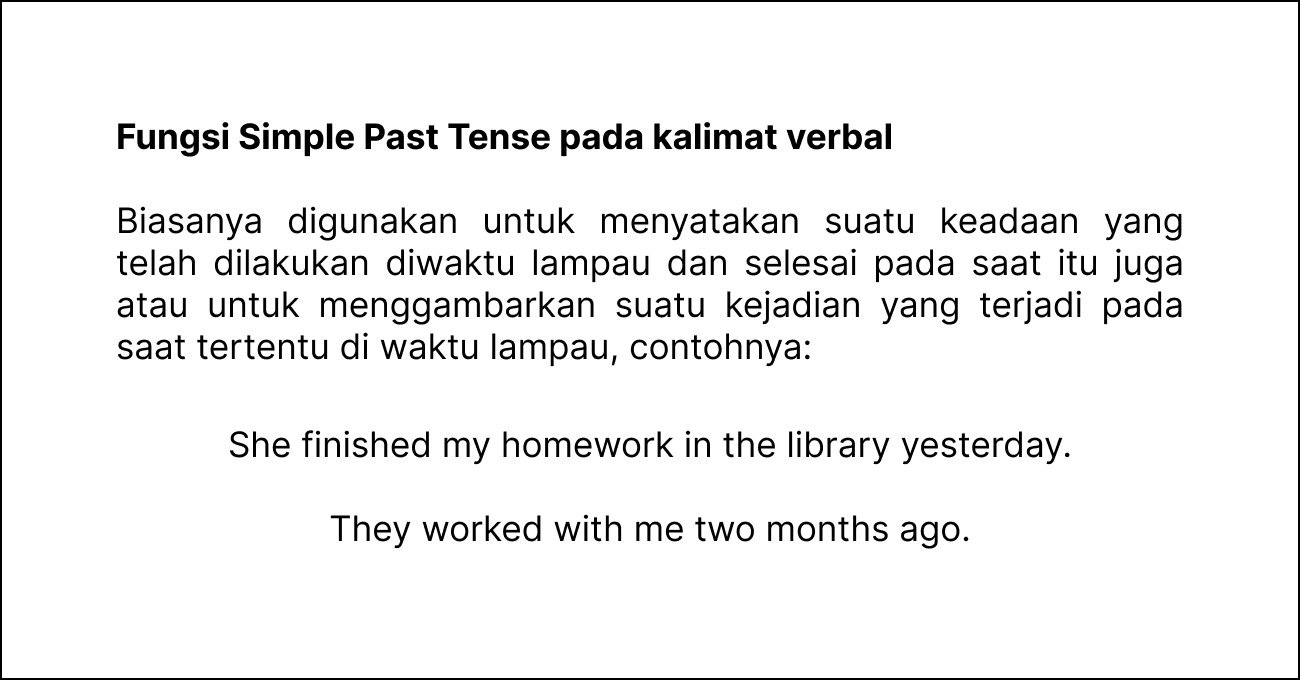 Fungsi Simple Past Tense pada kalimat verbal
Biasanya digunakan untuk menyatakan suatu keadaan yang
telah dilakukan diwaktu lampau dan selesai pada saat itu juga
atau untuk menggambarkan suatu kejadian yang terjadi pada
saat tertentu di waktu lampau, contohnya:
She finished my homework in the library yesterday.
They worked with me two months ago.